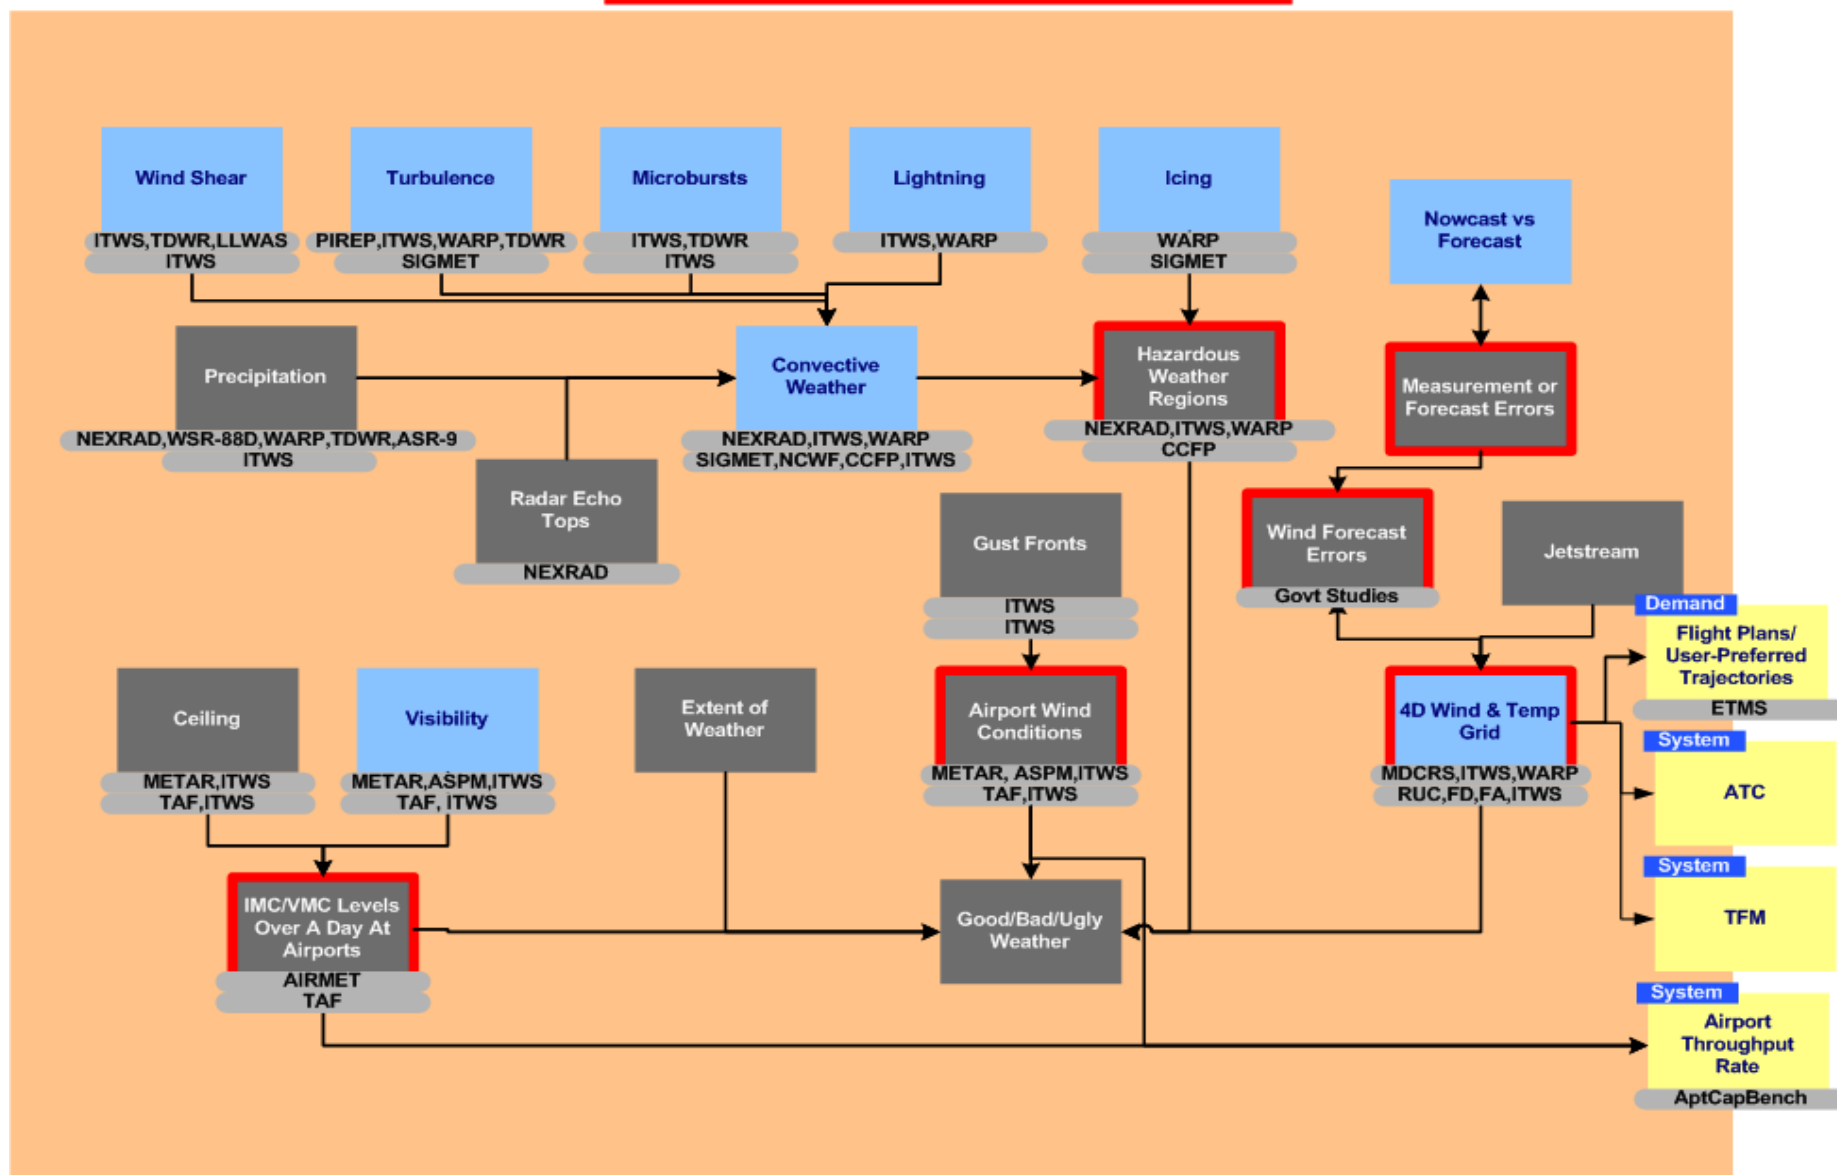 Wind Shear
ITWS,TDWR,LLWAS
ITWS
Turbulence
PIREP,ITWS,WARP,TDWR
SIGMET
Microbursts
ITWS,TDWR
ITWS
Lightning
ITWS,WARP
Icing
WARP
SIGMET
Nowcast vs
Forecast
Precipitation
NEXRAD,WSR-88D,WARP,TDWR,ASR-9
ITWS
Convective
Weather
NEXRAD,ITWS,WARP
SIGMET,NCWF,CCFP,ITWS
Hazardous
Weather
Regions
NEXRAD,ITWS,WARP
CCFP
Measurement or
Forecast Errors
Radar Echo
Tops
NEXRAD
Gust Fronts
ITWS
ITWS
Wind Forecast
Errors
Govt Studies
Jetstream
Demand
Flight Plans/
User-Preferred
Trajectories
ETMS
Ceiling
METAR,ITWS
TAF,ITWS
Visibility
METAR,ASPM,ITWS
TAF, ITWS
Extent of
Weather
Airport Wind
Conditions
METAR, ASPM,ITWS
TAF,ITWS
4D Wind & Temp
Grid
MDCRS,ITWS,WARP
RUC,FD,FA,ITWS
System
ATC
System
TFM
IMC/VMC Levels
Over A Day At
Airports
AIRMET
TAF
Good/Bad/Ugly
Weather
System
Airport
Throughput
Rate
AptCapBench